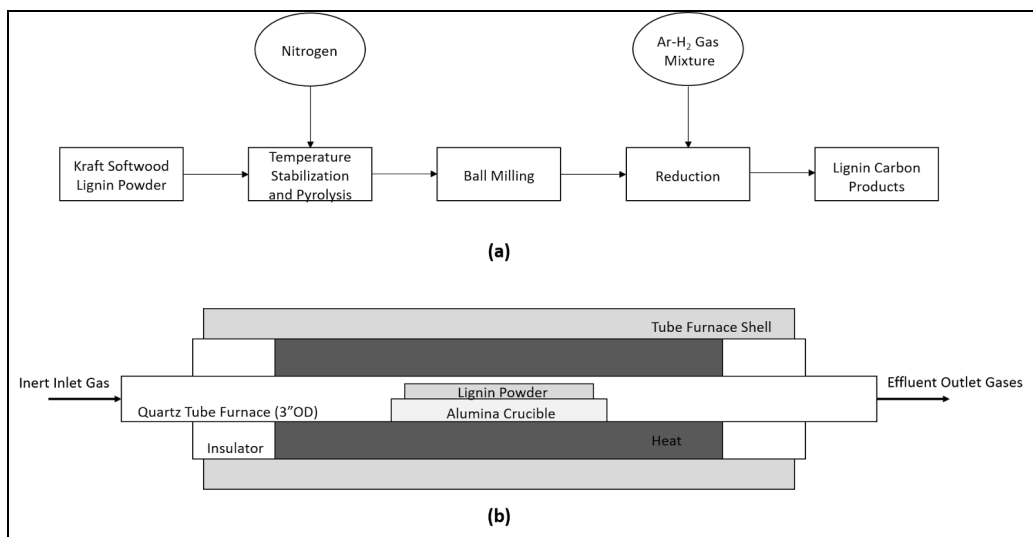 Nitrogen
Ar-H₂ Gas
Mixture
Kraft Softwood
Lignin Powder
Temperature
Stabilization
and Pyrolysis
Ball Milling
Reduction
Lignin Carbon
Products
(a)
Tube Furnace Shell
Inert Inlet Gas
Effluent Outlet Gases
Lignin Powder
Quartz Tube Furnace (3”OD)
Alumina Crucible
Insulator
Heat
(b)